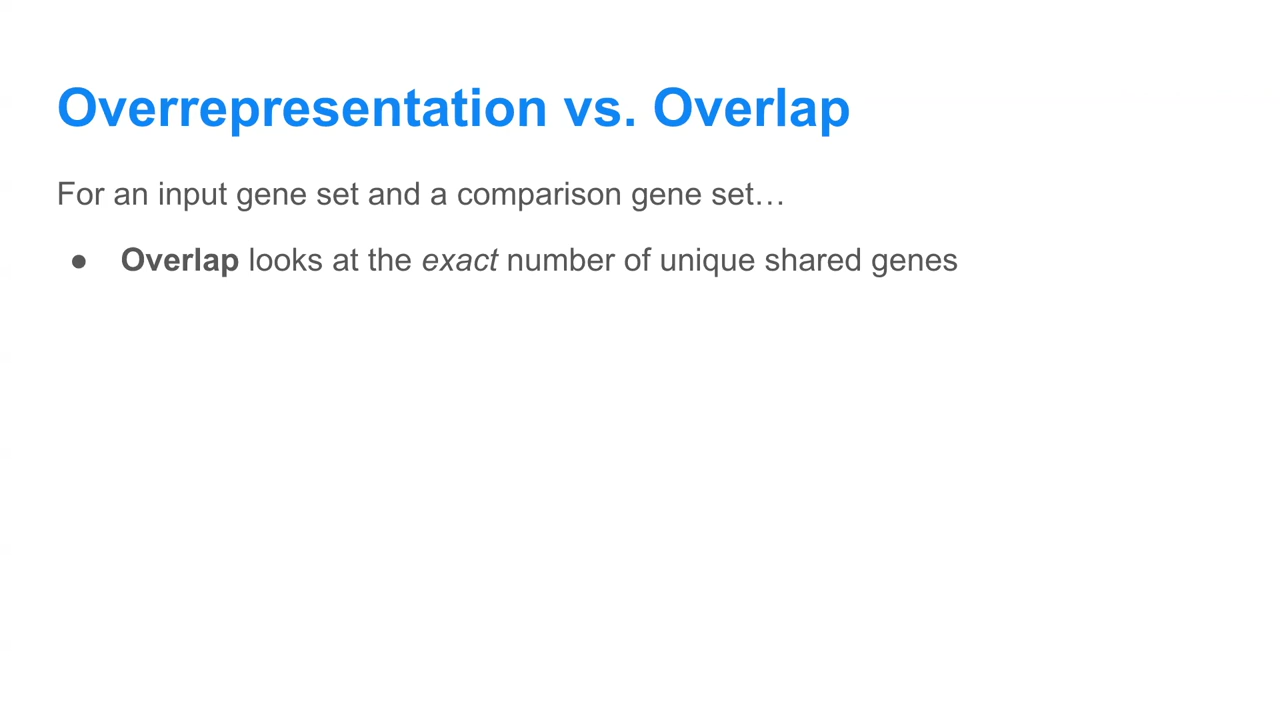 Overrepresentation vs. Overlap
For an input gene set and a comparison gene set…
● Overlap looks at the exact number of unique shared genes